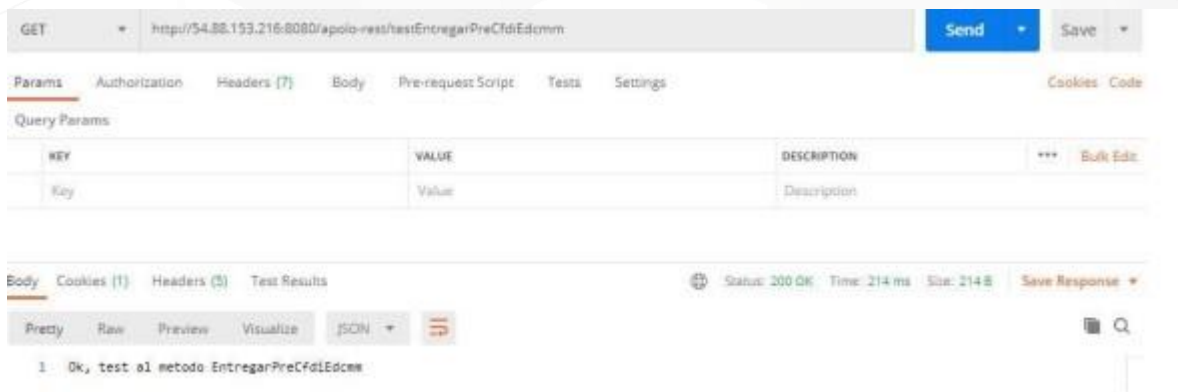 GET http://54.88.153.216:8080/apolo-rest/testEntregarPreCfdiEdcmm Send Save
Params Authorization Headers (7) Body Pre-request Script Tests Settings Cookies Code
Query Params
KEY VALUE DESCRIPTION ••• Bulk Edit
Key Value Description
Body Cookies (1) Headers (5) Test Results Status: 200 OK Time: 214 ms Size: 214 B Save Response
Pretty Raw Preview Visualize JSON
1 Ok, test al metodo EntregarPreCfdiEdcmm